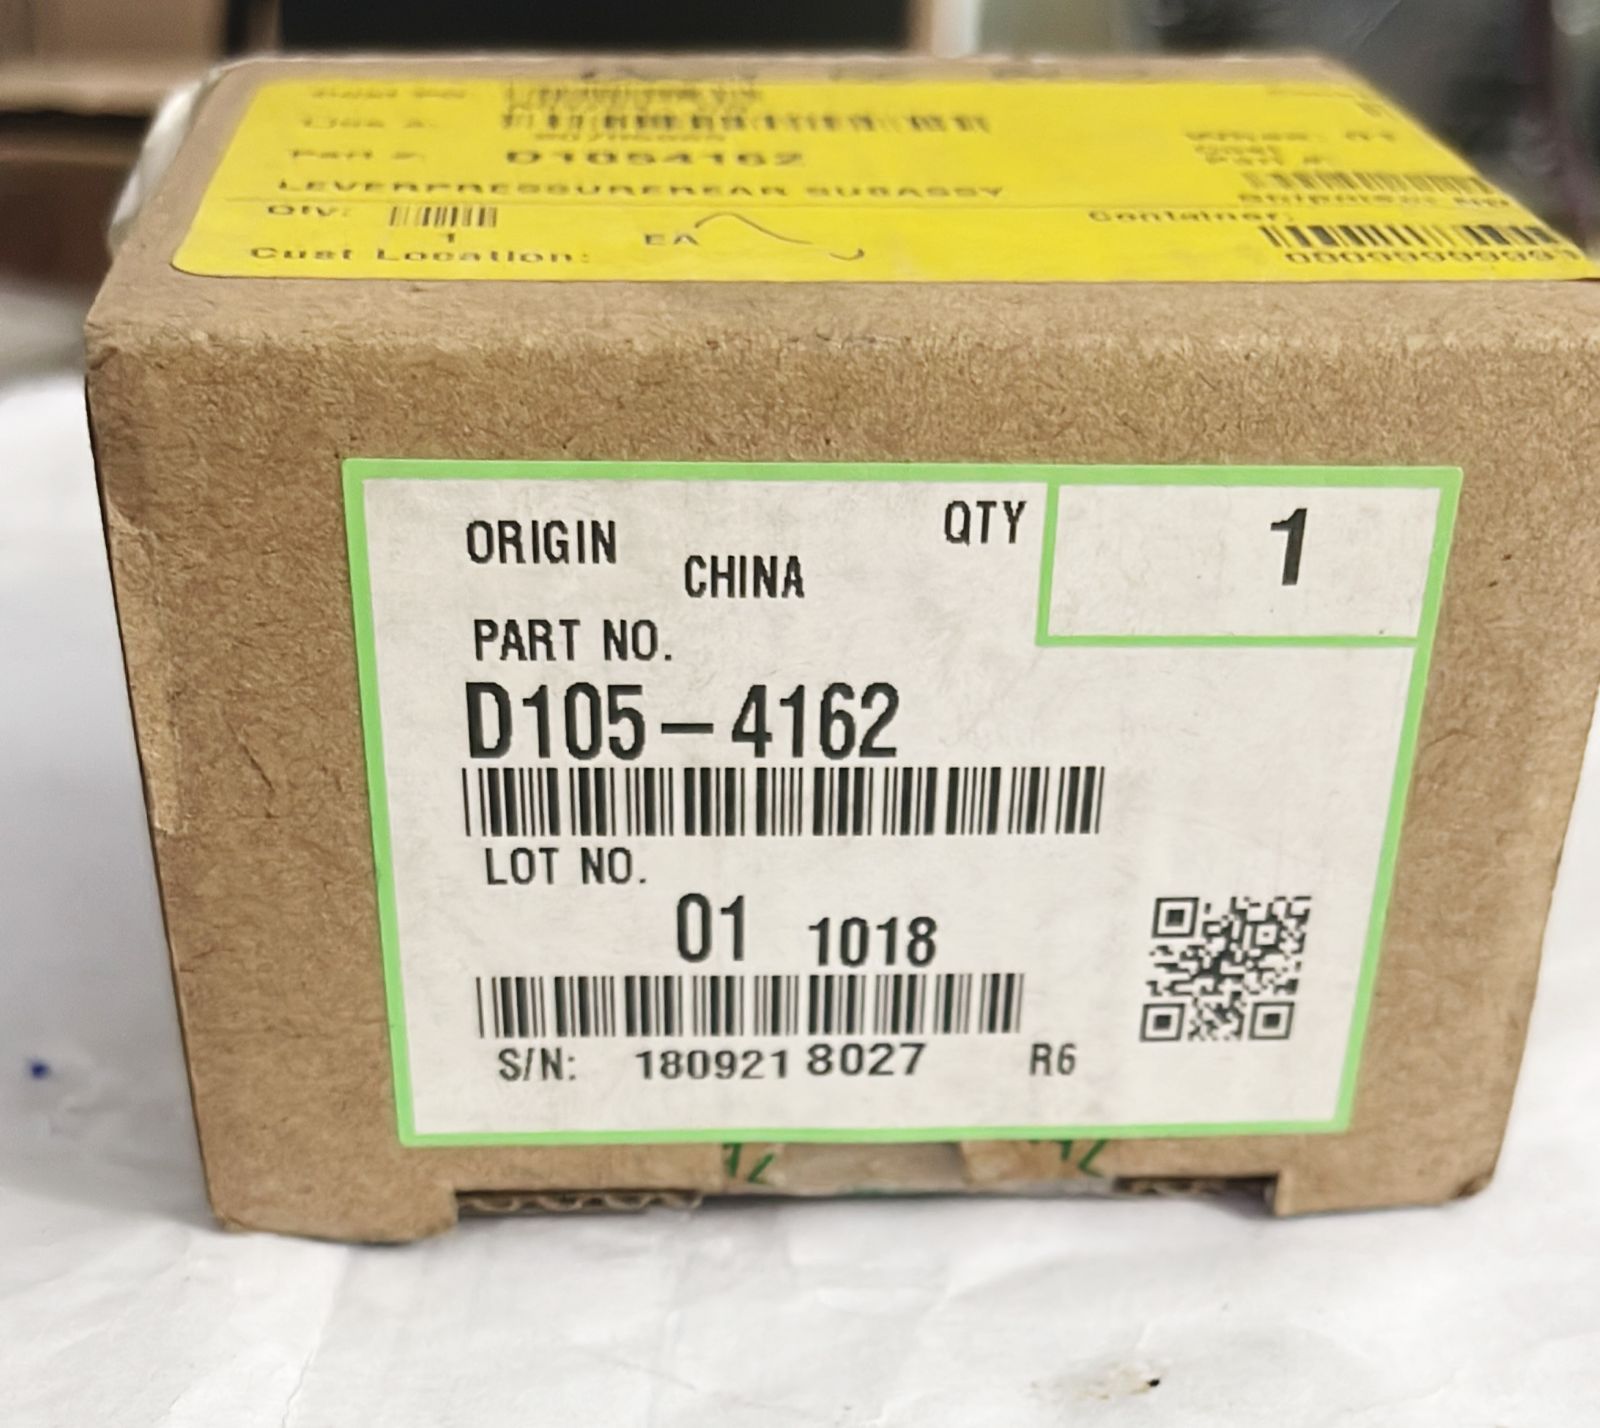 Part #: D1054162
LEVERPRESSUREREAR SUBASSY
Qty: 1 EA
Container:
Cust Location:
ORIGIN CHINA QTY 1
PART NO.
D105-4162
LOT NO.
01 1018
S/N: 180921 8027 R6